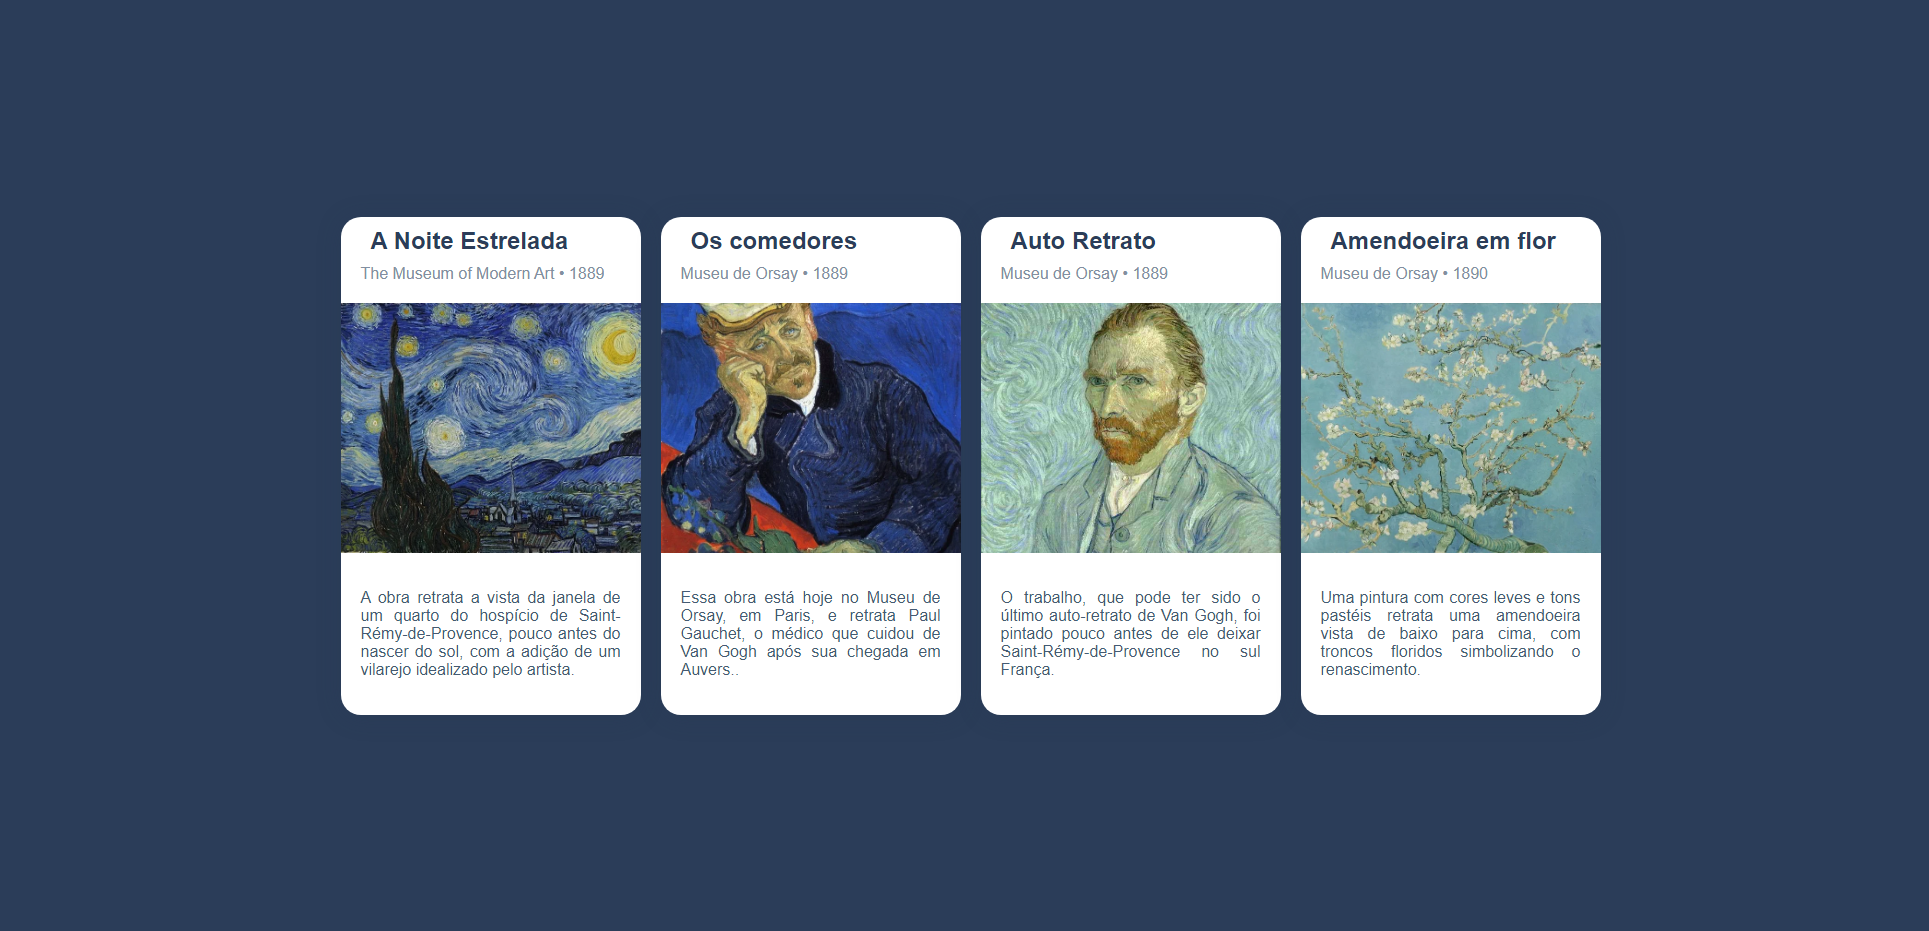 A Noite Estrelada
The Museum of Modern Art • 1889
A obra retrata a vista da janela de
um quarto do hospício de Saint-
Rémy-de-Provence, pouco antes do
nascer do sol, com a adição de um
vilarejo idealizado pelo artista.
Os comedores
Museu de Orsay • 1889
Essa obra está hoje no Museu de
Orsay, em Paris, e retrata Paul
Gauchet, o médico que cuidou de
Van Gogh após sua chegada em
Auvers..
Auto Retrato
Museu de Orsay • 1889
O trabalho, que pode ter sido o
último auto-retrato de Van Gogh, foi
pintado pouco antes de ele deixar
Saint-Rémy-de-Provence no sul
França.
Amendoeira em flor
Museu de Orsay • 1890
Uma pintura com cores leves e tons
pastéis retrata uma amendoeira
vista de baixo para cima, com
troncos floridos simbolizando o
renascimento.